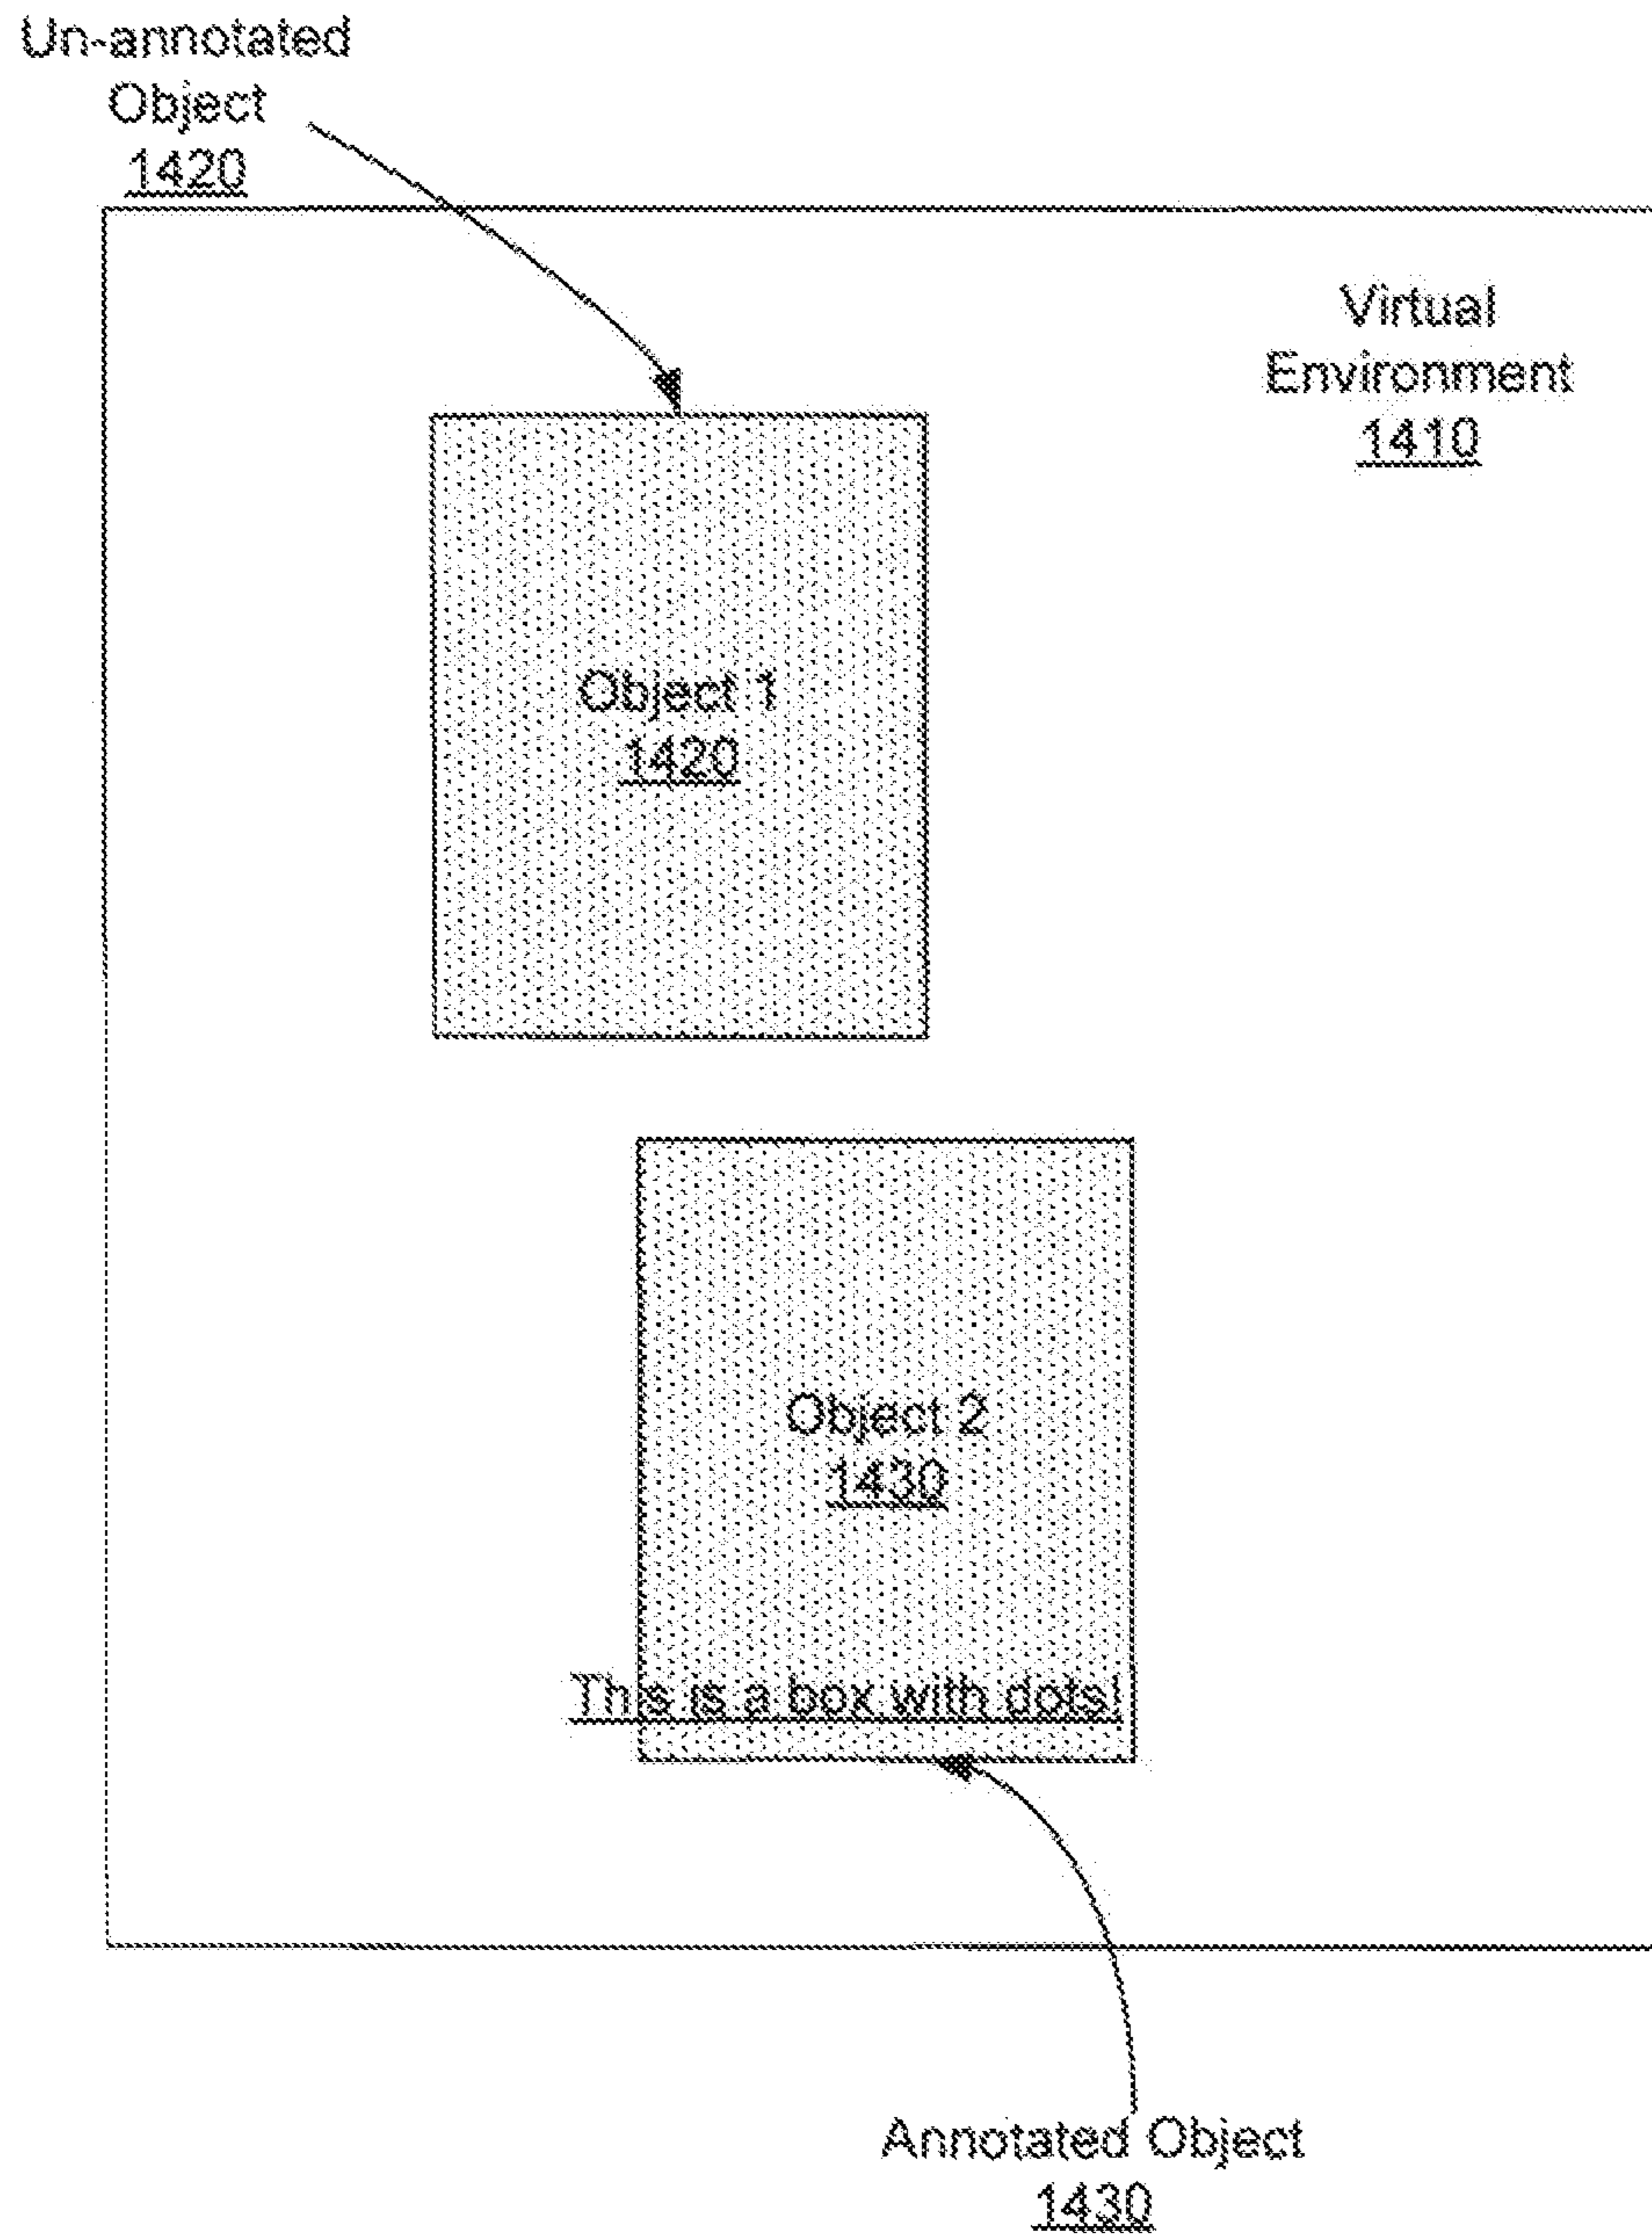 Un-annotated
Object
1420
Virtual
Environment
1410
Object 1
1420
Object 2
1430
This is a box with dots!
Annotated Object
1430